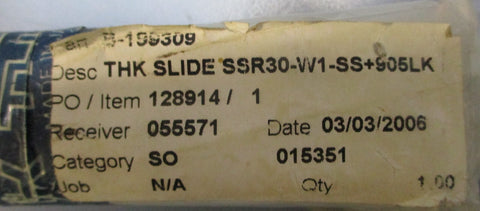 B-199309
Desc THK SLIDE SSR30-W1-SS+905LK
PO / Item 128914 / 1
Receiver 055571 Date 03/03/2006
Category SO 015351
Job N/A Qty 1.00